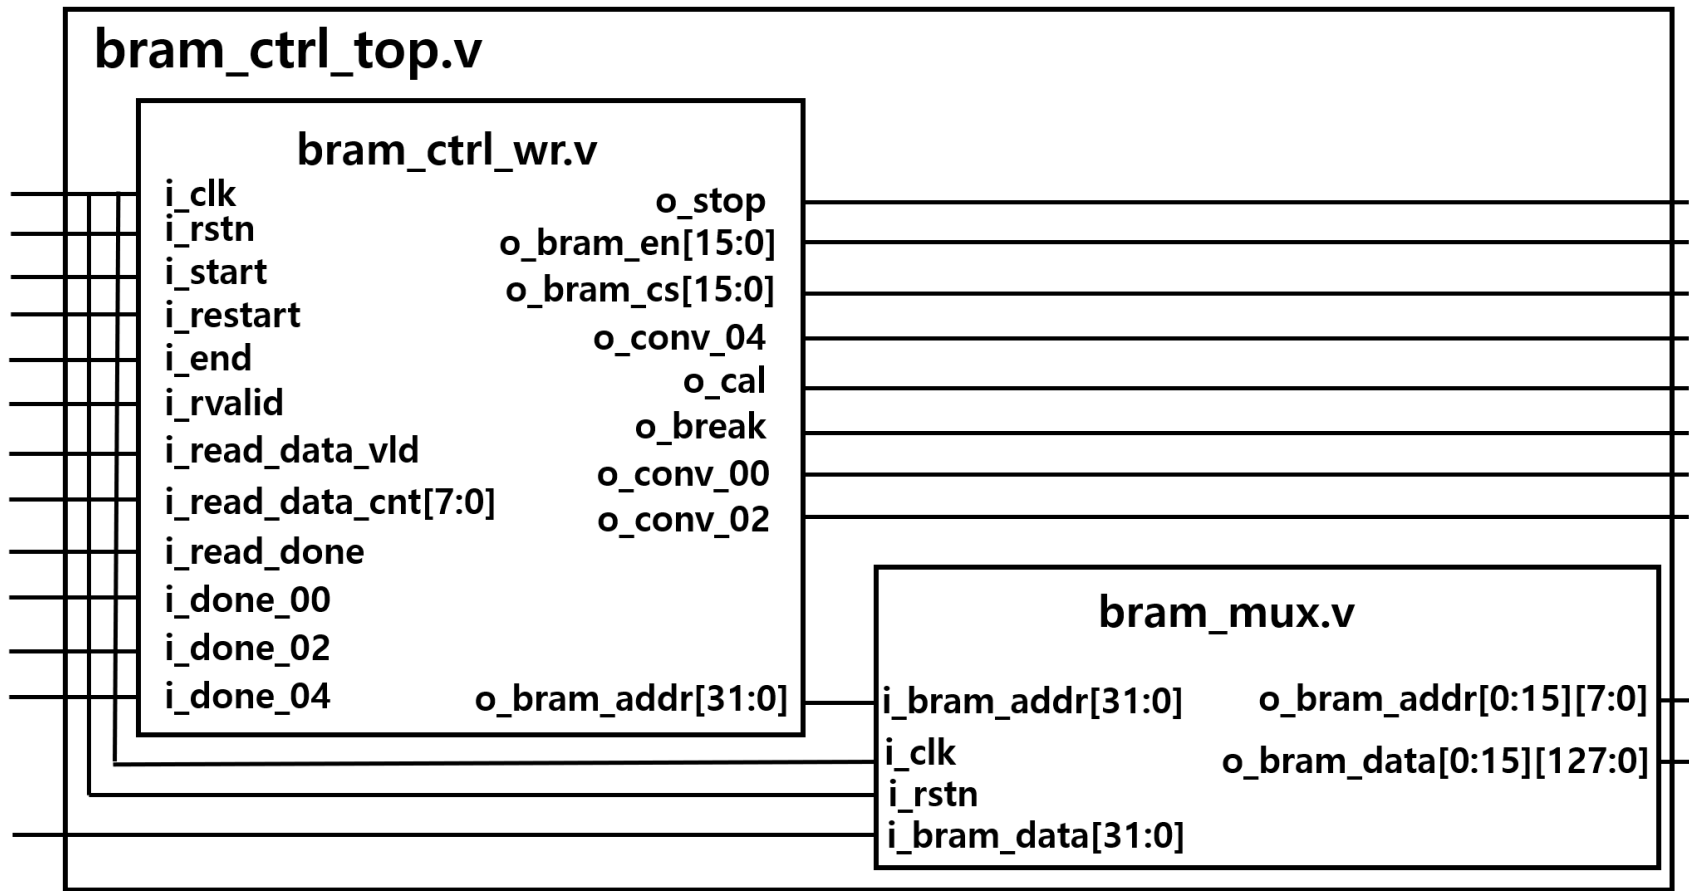 bram_ctrl_top.v
bram_ctrl_wr.v
i_clk
i_rstn
i_start
i_restart
i_end
i_rvalid
i_read_data_vld
i_read_data_cnt[7:0]
i_read_done
i_done_00
i_done_02
i_done_04
o_stop
o_bram_en[15:0]
o_bram_cs[15:0]
o_conv_04
o_cal
o_break
o_conv_00
o_conv_02
o_bram_addr[31:0]
bram_mux.v
i_bram_addr[31:0]
i_clk
i_rstn
i_bram_data[31:0]
o_bram_addr[0:15][7:0]
o_bram_data[0:15][127:0]